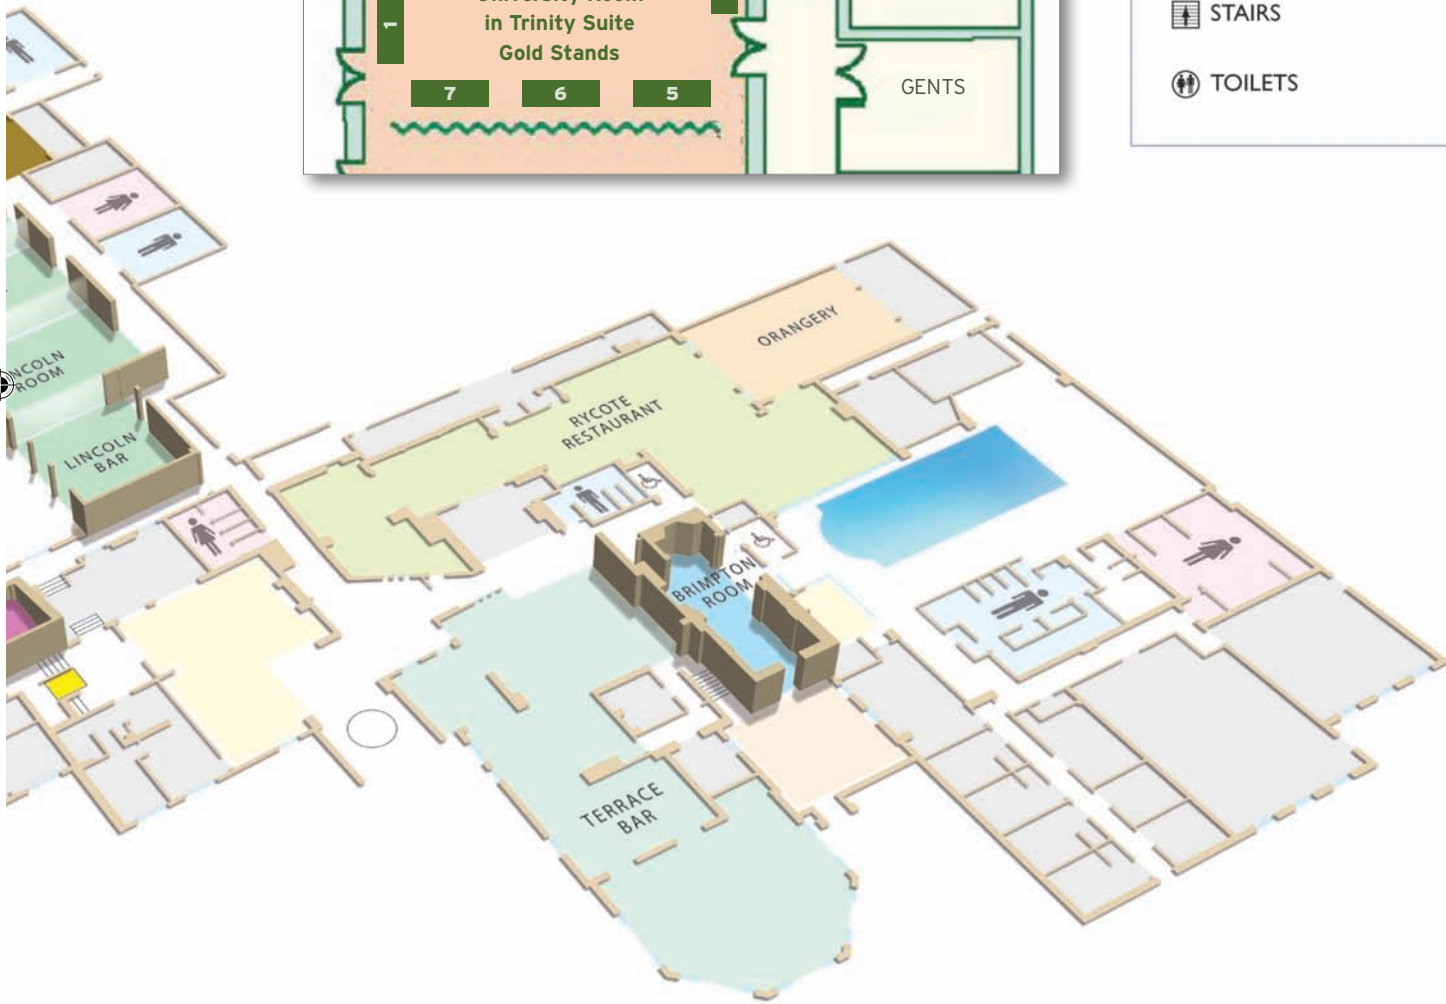 in Trinity Suite
Gold Stands
1
7
6
5
GENTS
STAIRS
TOILETS
ORANGERY
RYCOTE
RESTAURANT
ROOM
LINCOLN
BAR
BRIMPTON
ROOM
TERRACE
BAR